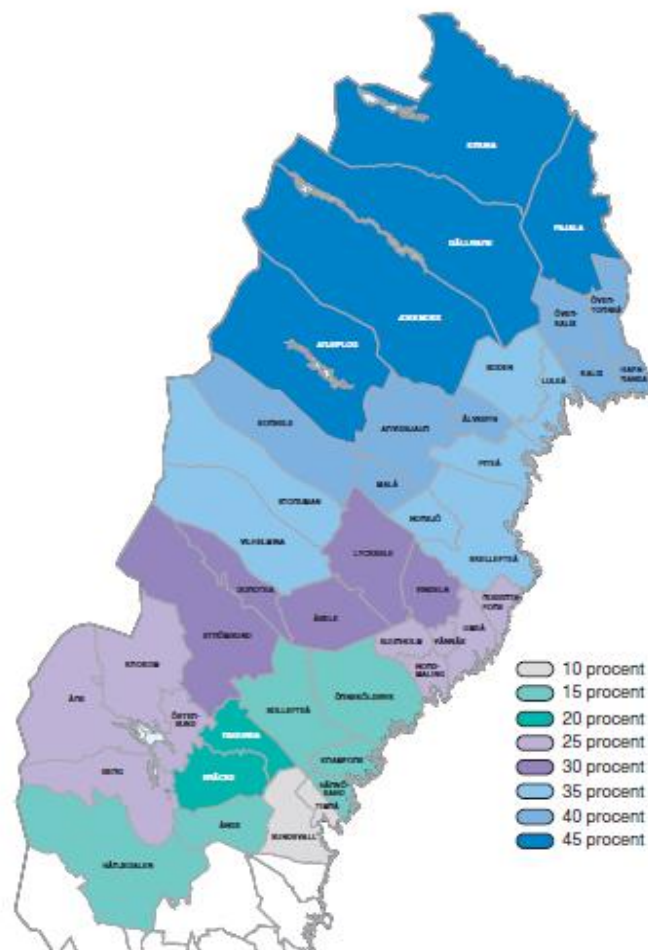 KIRUNA
PAJALA
GÄLLIVARE
JOKKMOKK
ARJEPLOG
ÖVER-
KALIX
ÖVER-
TORNEÅ
KALIX
HAPA-
RANDA
BODEN
LULEÅ
SORSELE
ARVIDSJAUR
ÄLVSBYN
PITEÅ
MALÅ
STORUMAN
NORSJÖ
VILHELMINA
SKELLEFTEÅ
LYCKSELE
VINDELN
DOROTEA
ÅSELE
ROBERTS-
FORS
UMEÅ
STRÖMSUND
BJURHOLM
VÄNNÄS
KROKOM
NORD-
MALING
ÅRE
ÖSTER-
SUND
SOLLEFTEÅ
ÖRNSKÖLDSVIK
RAGUNDA
BERG
BRÄCKE
KRAMFORS
HÄRNÖ-
SAND
TIMRÅ
ÅNGE
SUNDSVALL
HÄRJEDALEN
10 procent
15 procent
20 procent
25 procent
30 procent
35 procent
40 procent
45 procent